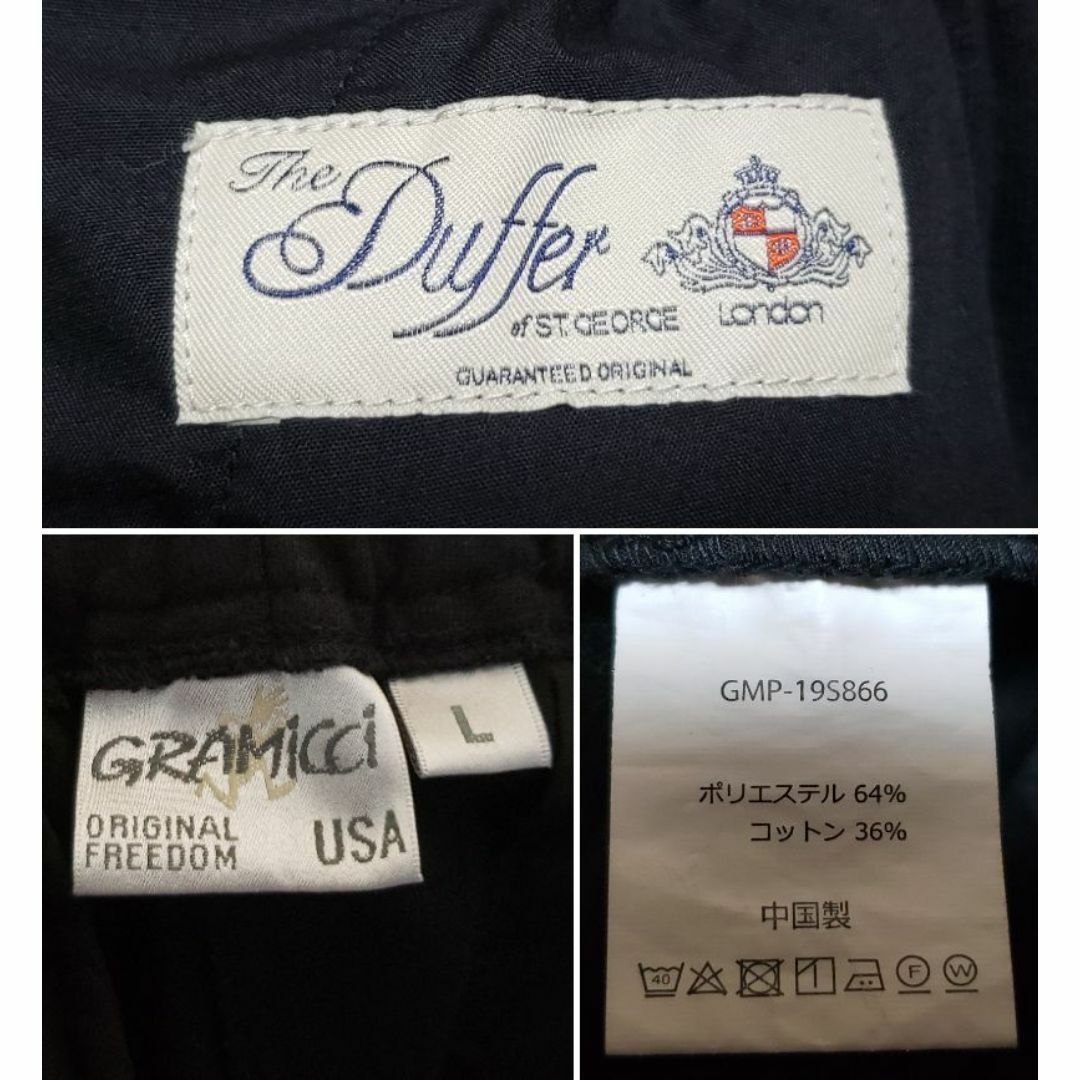 The
Duffer
of ST. GEORGE
London
GUARANTEED ORIGINAL
GRAMiCCi
ORIGINAL
FREEDOM
USA
L
GMP-19S866
ポリエステル 64%
コットン 36%
中国製
40
F
W